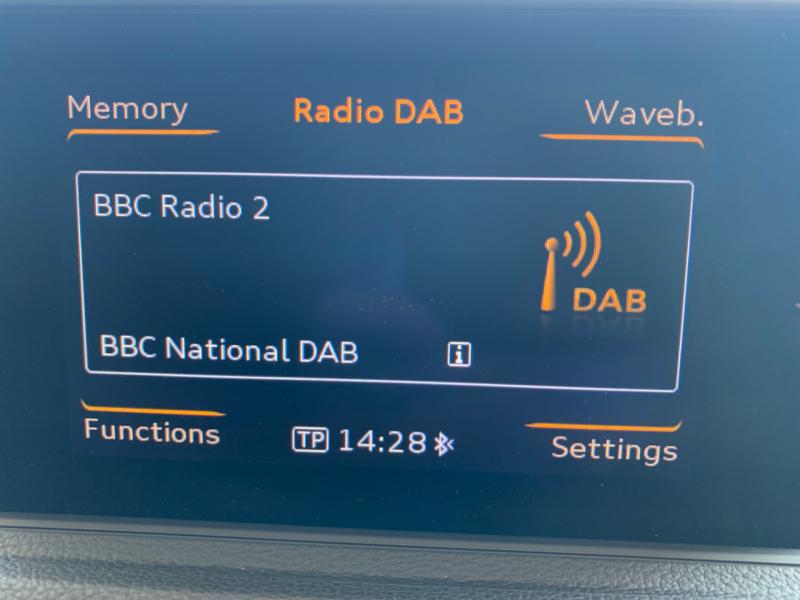 Memory Radio DAB Waveb.
BBC Radio 2
DAB
BBC National DAB i
Functions TP 14:28 Settings